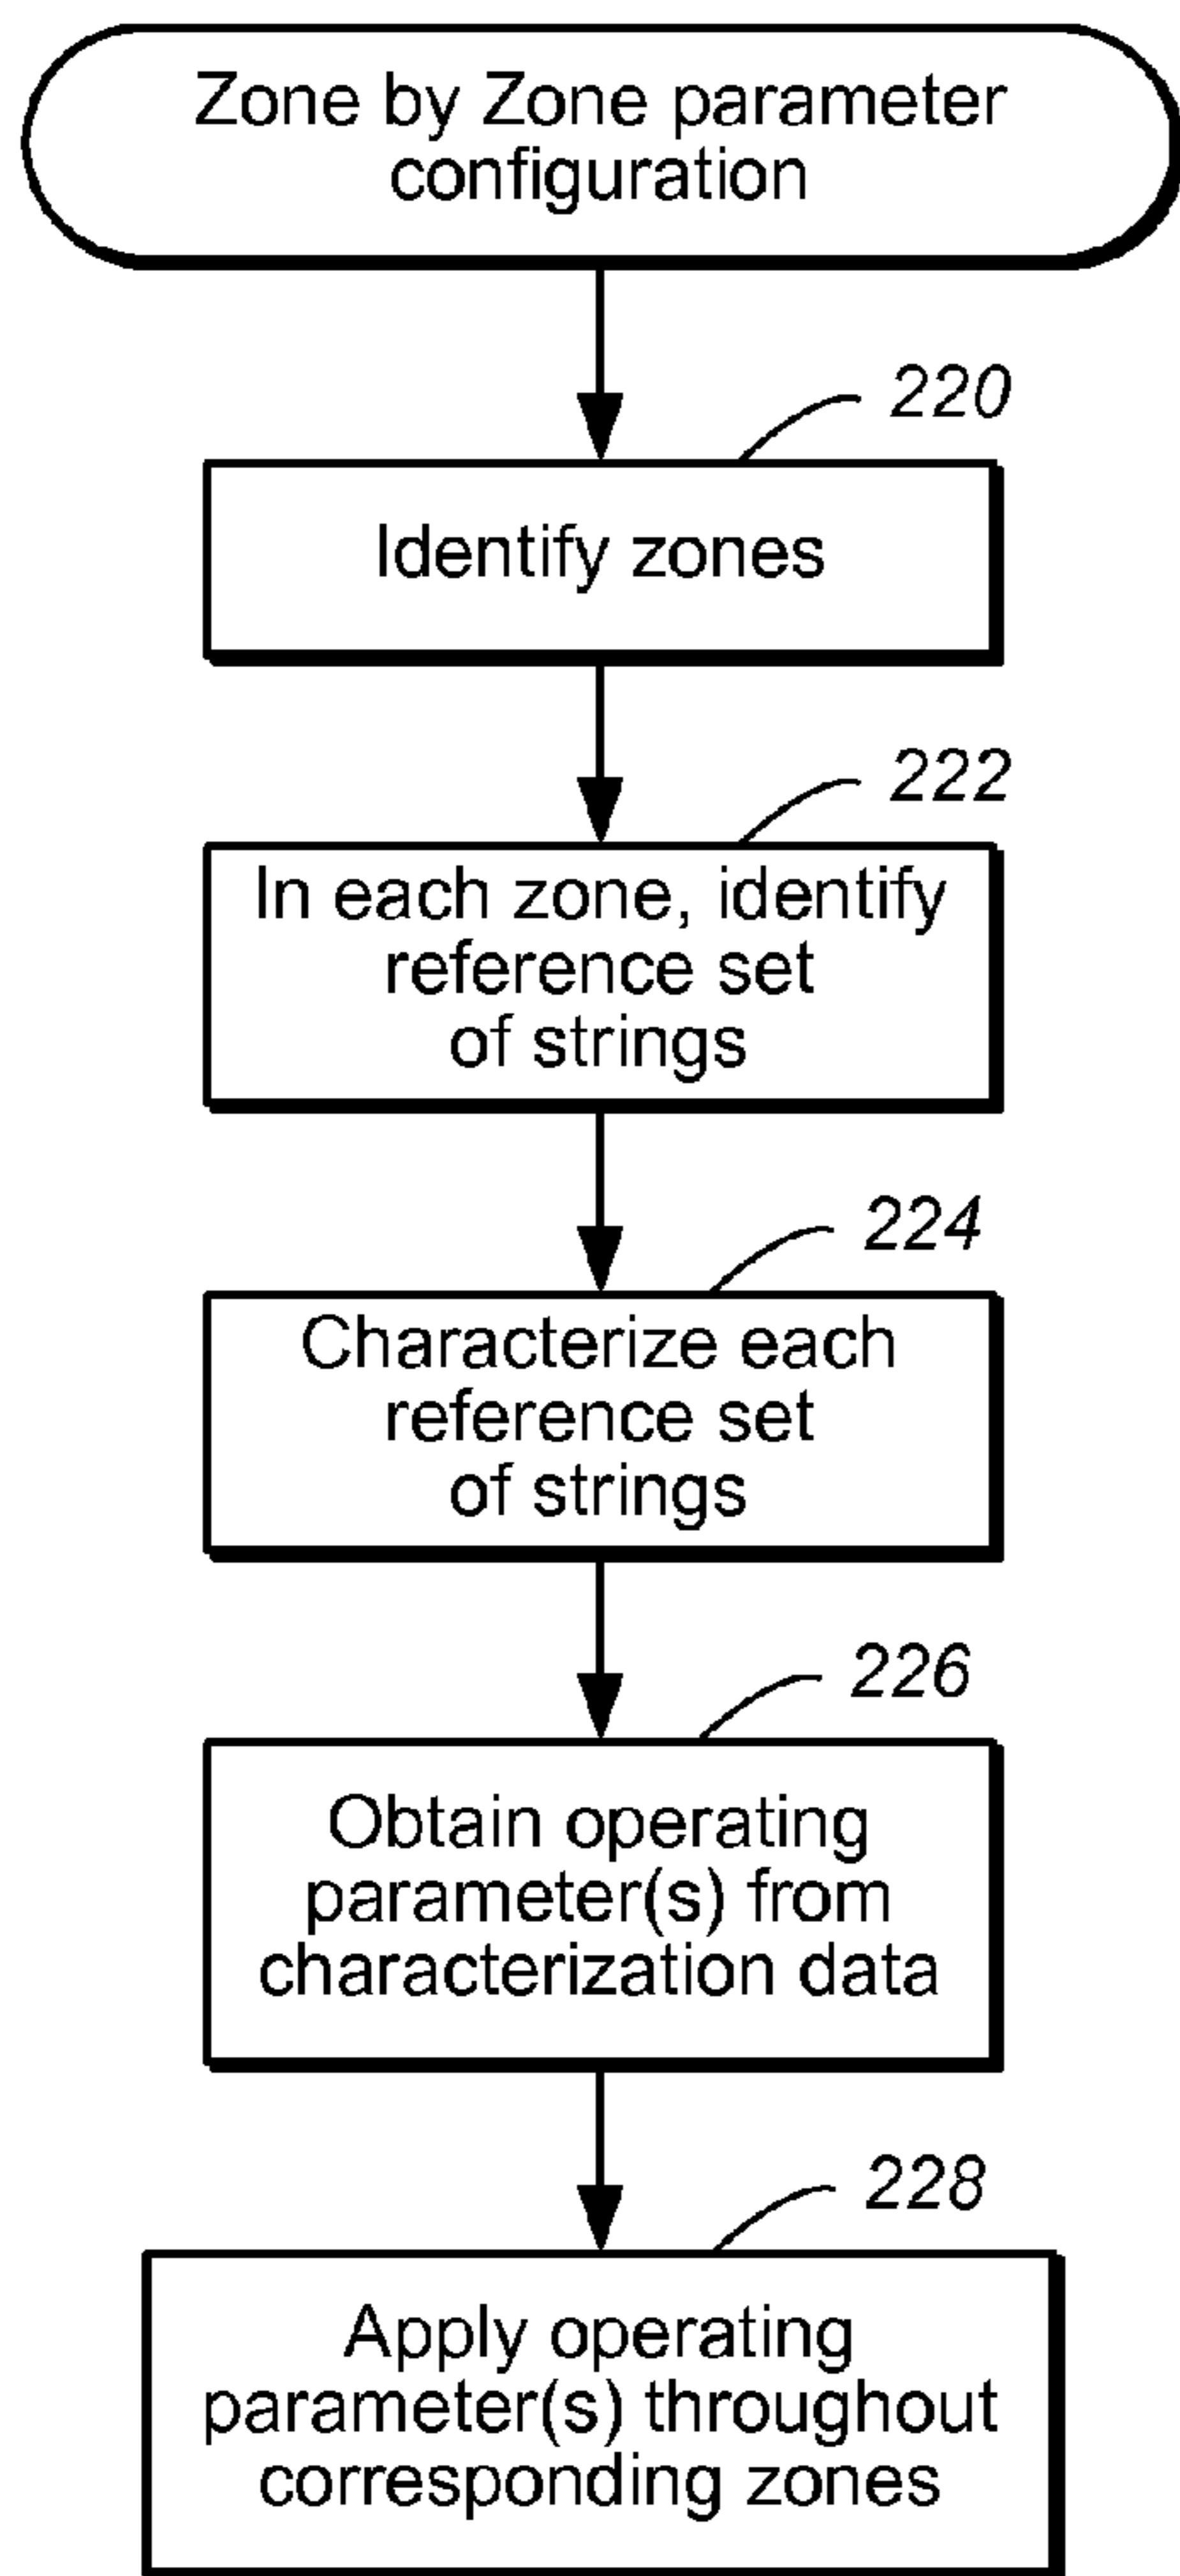 Zone by Zone parameter
configuration
220
Identify zones
222
In each zone, identify
reference set
of strings
224
Characterize each
reference set
of strings
226
Obtain operating
parameter(s) from
characterization data
228
Apply operating
parameter(s) throughout
corresponding zones